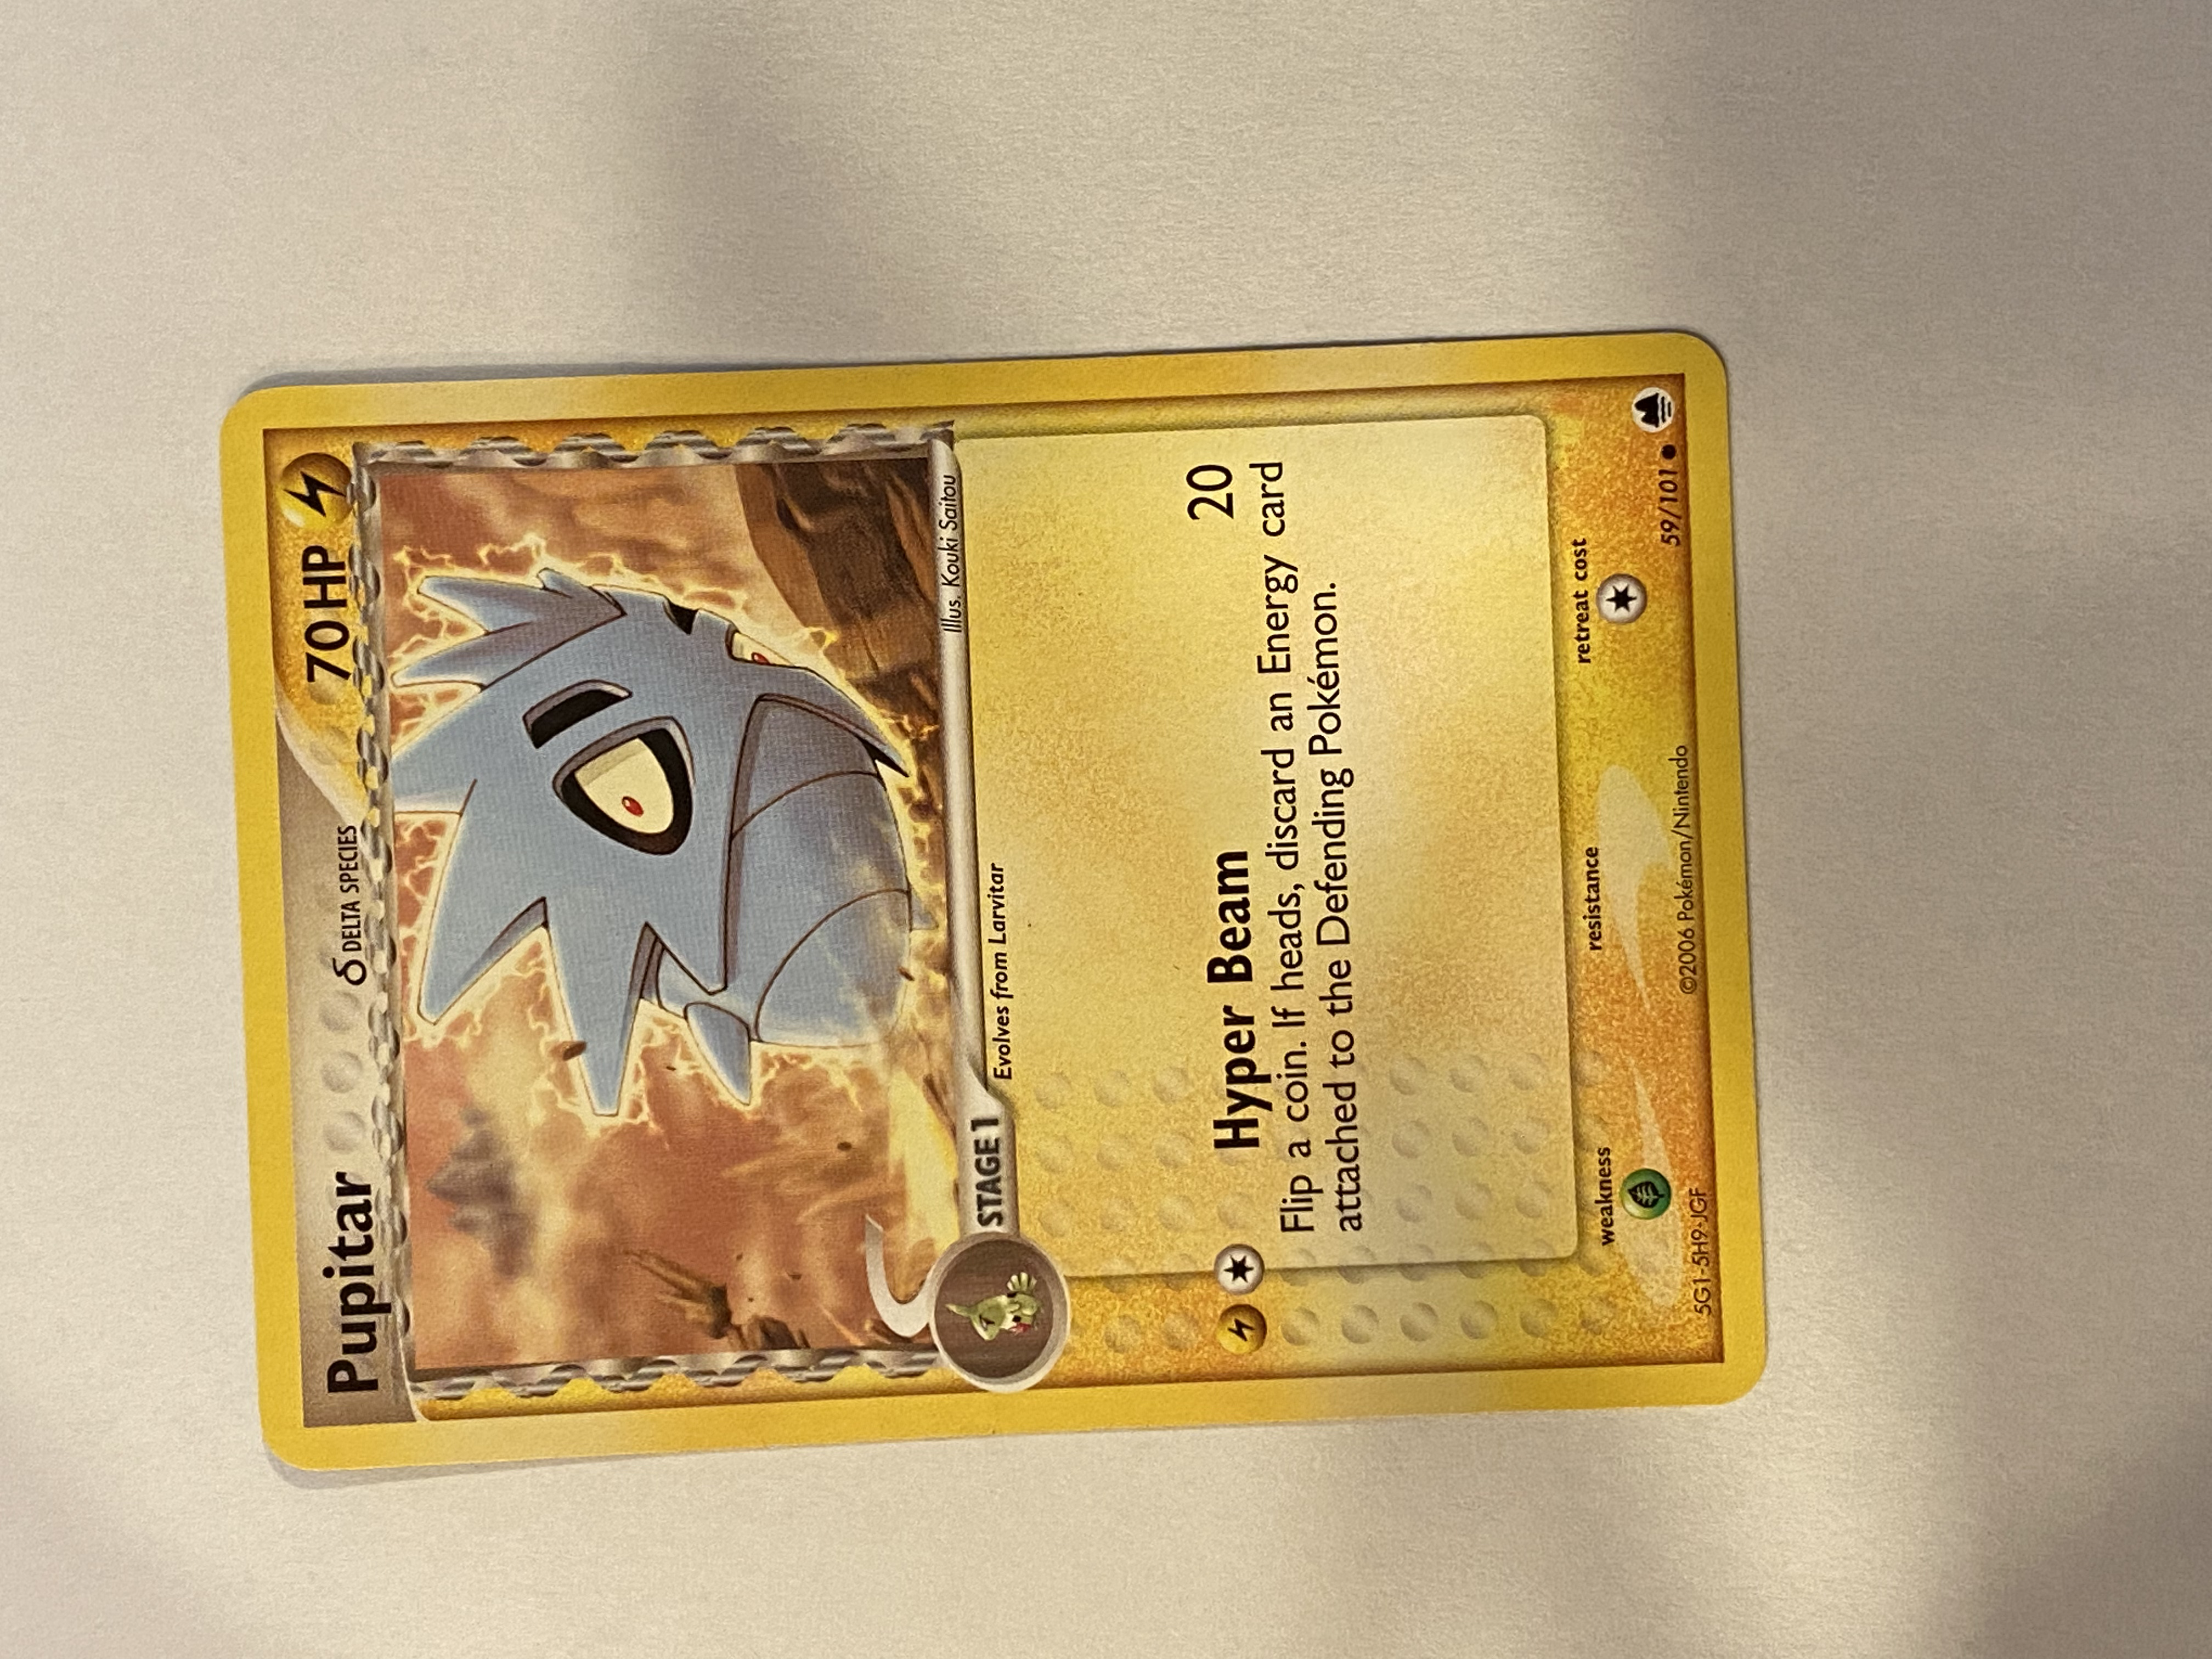 Pupitar δ DELTA SPECIES 70 HP
Illus. Kouki Saitou
STAGE 1 Evolves from Larvitar
Hyper Beam 20
Flip a coin. If heads, discard an Energy card
attached to the Defending Pokémon.
weakness resistance retreat cost
5G1-5H9-JGF ©2006 Pokémon/Nintendo 59/101 ●